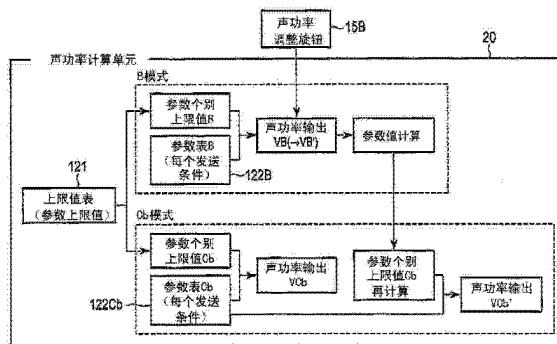 声功率
调整旋钮
15B
20
声功率计算单元
B模式
参数个别
上限值B
参数表B
(每个发送
条件)
122B
声功率输出
VB(→VB')
参数值计算
121
上限值表
(参数上限值)
Cb模式
参数个别
上限值Cb
参数表Cb
(每个发送
条件)
122Cb
声功率输出
VCb
参数个别
上限值Cb
再计算
声功率输出
VCb'